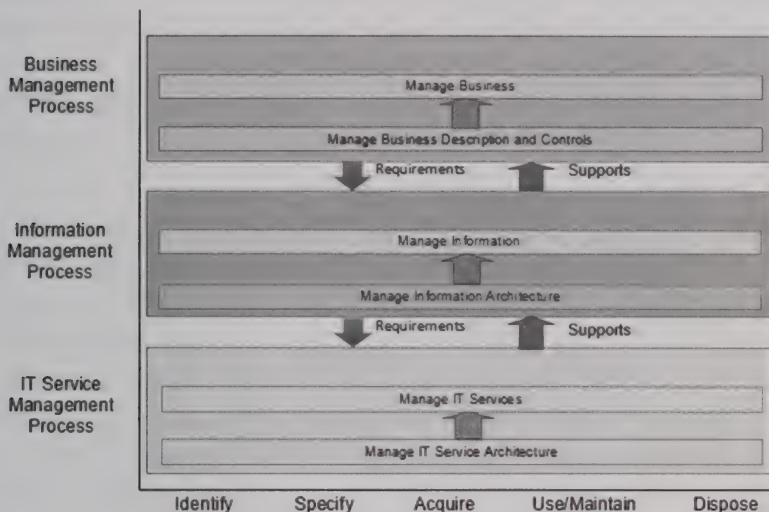 Business
Management
Process
Manage Business
Manage Business Description and Controls
Requirements
Supports
Information
Management
Process
Manage Information
Manage Information Architecture
Requirements
Supports
IT Service
Management
Process
Manage IT Services
Manage IT Service Architecture
Identify Specify Acquire Use/Maintain Dispose